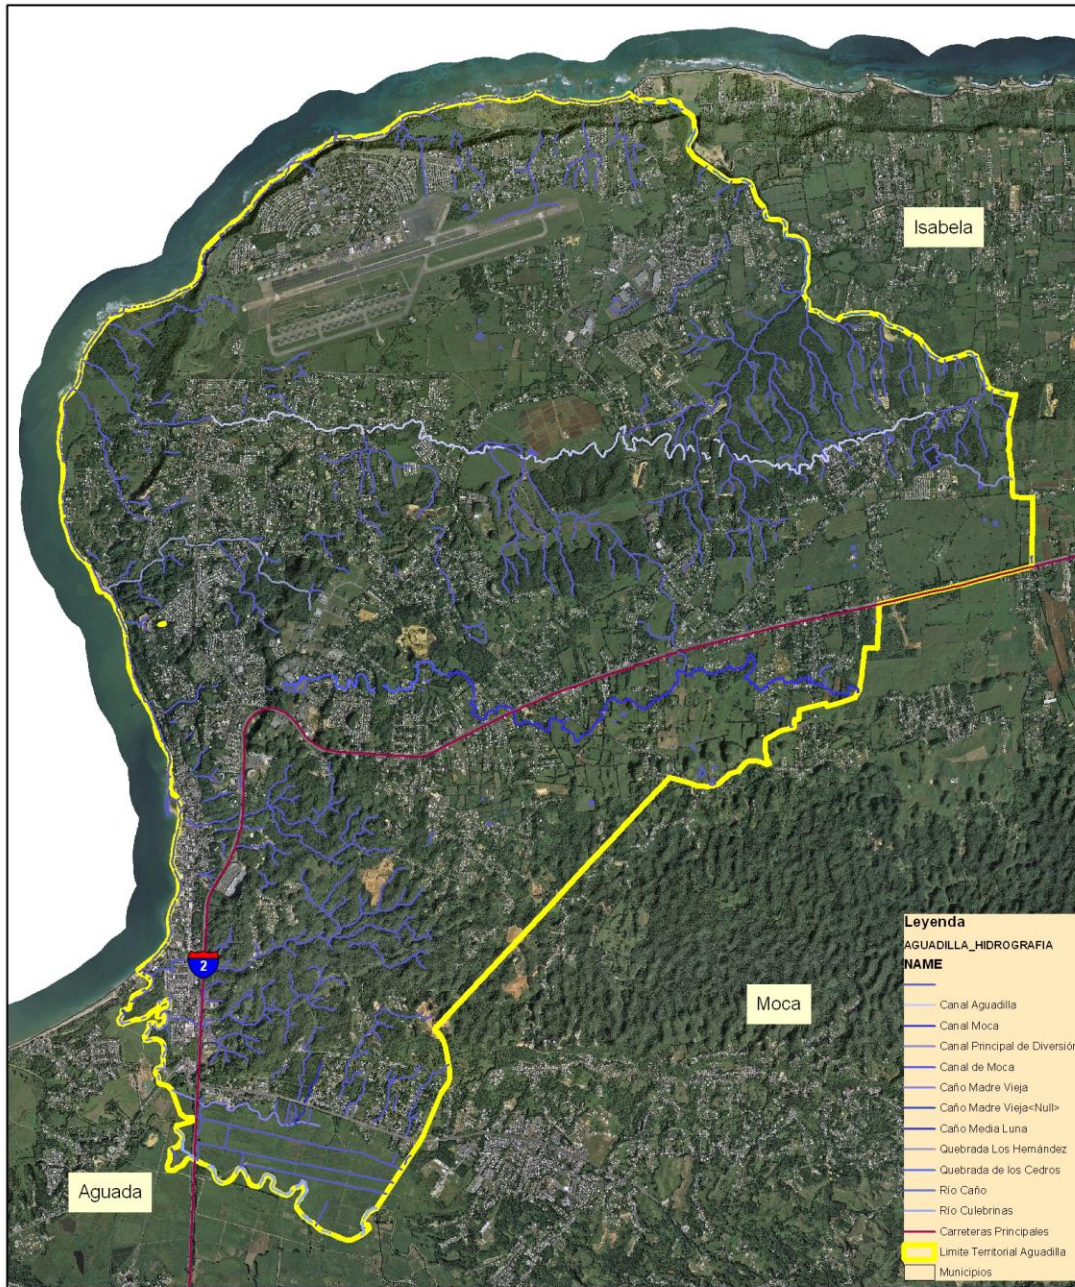 Isabela
2
Moca
Aguada
Leyenda
AGUADILLA_HIDROGRAFIA
NAME
Canal Aguadilla
Canal Moca
Canal Principal de Diversión
Canal de Moca
Caño Madre Vieja
Caño Madre Vieja<Null>
Caño Media Luna
Quebrada Los Hernández
Quebrada de los Cedros
Río Caño
Río Culebrinas
Carreteras Principales
Limite Territorial Aguadilla
Municipios